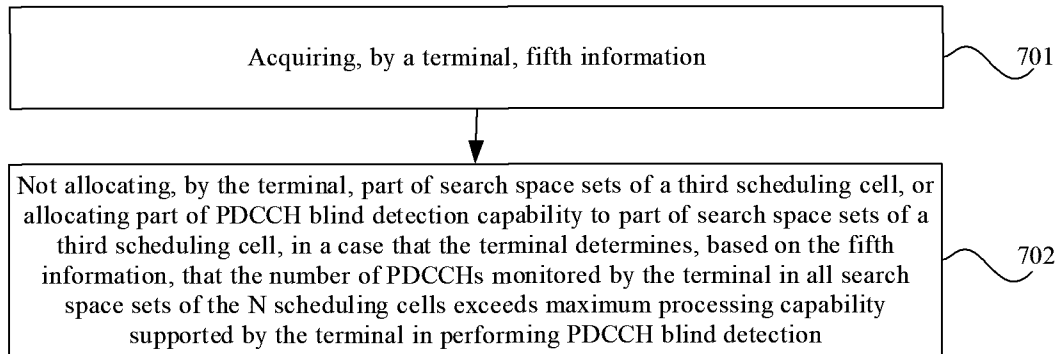 Acquiring, by a terminal, fifth information
701
Not allocating, by the terminal, part of search space sets of a third scheduling cell, or
allocating part of PDCCH blind detection capability to part of search space sets of a
third scheduling cell, in a case that the terminal determines, based on the fifth
information, that the number of PDCCHs monitored by the terminal in all search
space sets of the N scheduling cells exceeds maximum processing capability
supported by the terminal in performing PDCCH blind detection
702